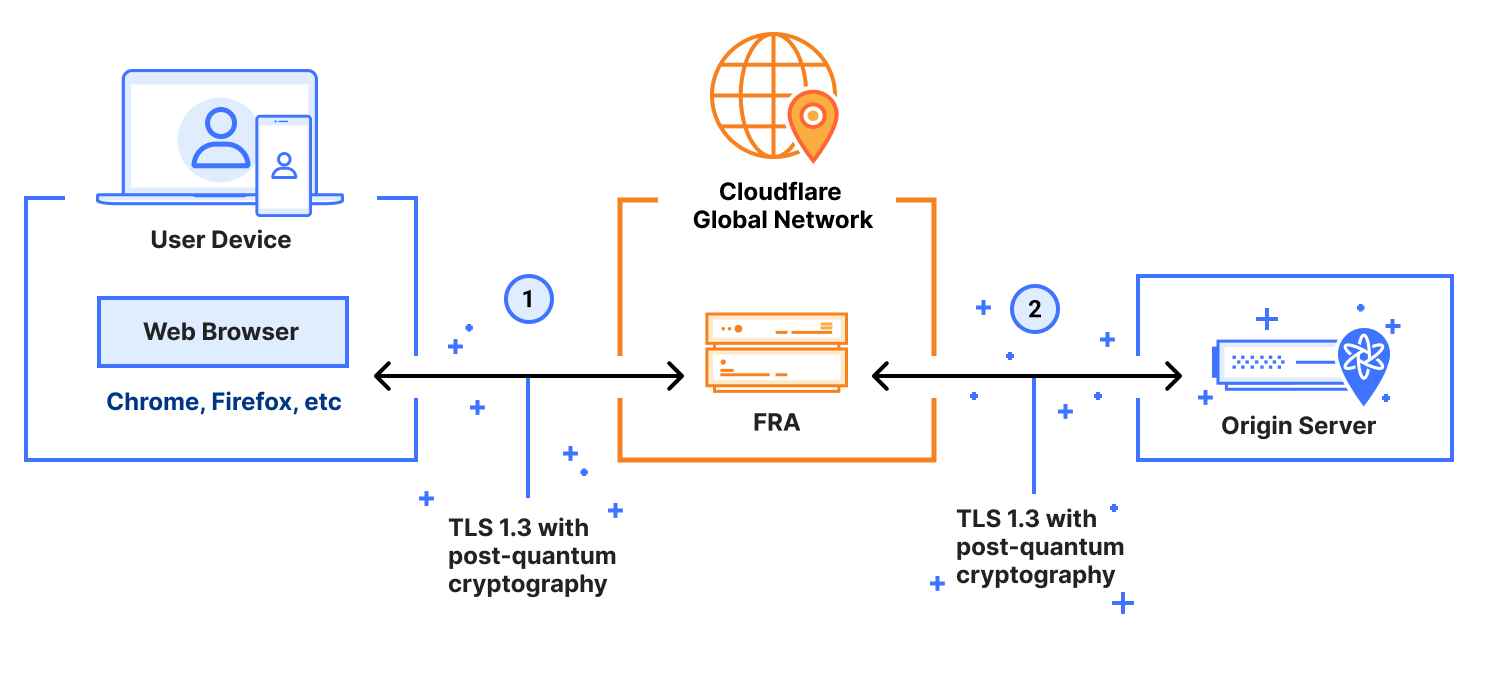 Cloudflare
Global Network
User Device
Web Browser
Chrome, Firefox, etc
1
FRA
2
Origin Server
TLS 1.3 with
post-quantum
cryptography
TLS 1.3 with
post-quantum
cryptography